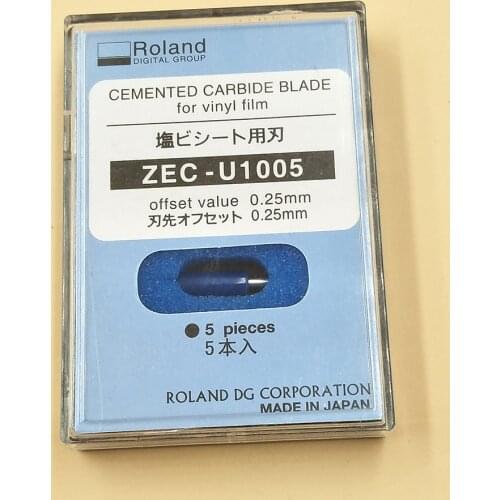 Roland
DIGITAL GROUP
CEMENTED CARBIDE BLADE
for vinyl film
塩ビシート用刃
ZEC-U1005
offset value 0.25mm
刃先オフセット 0.25mm
● 5 pieces
5本入
ROLAND DG CORPORATION
MADE IN JAPAN